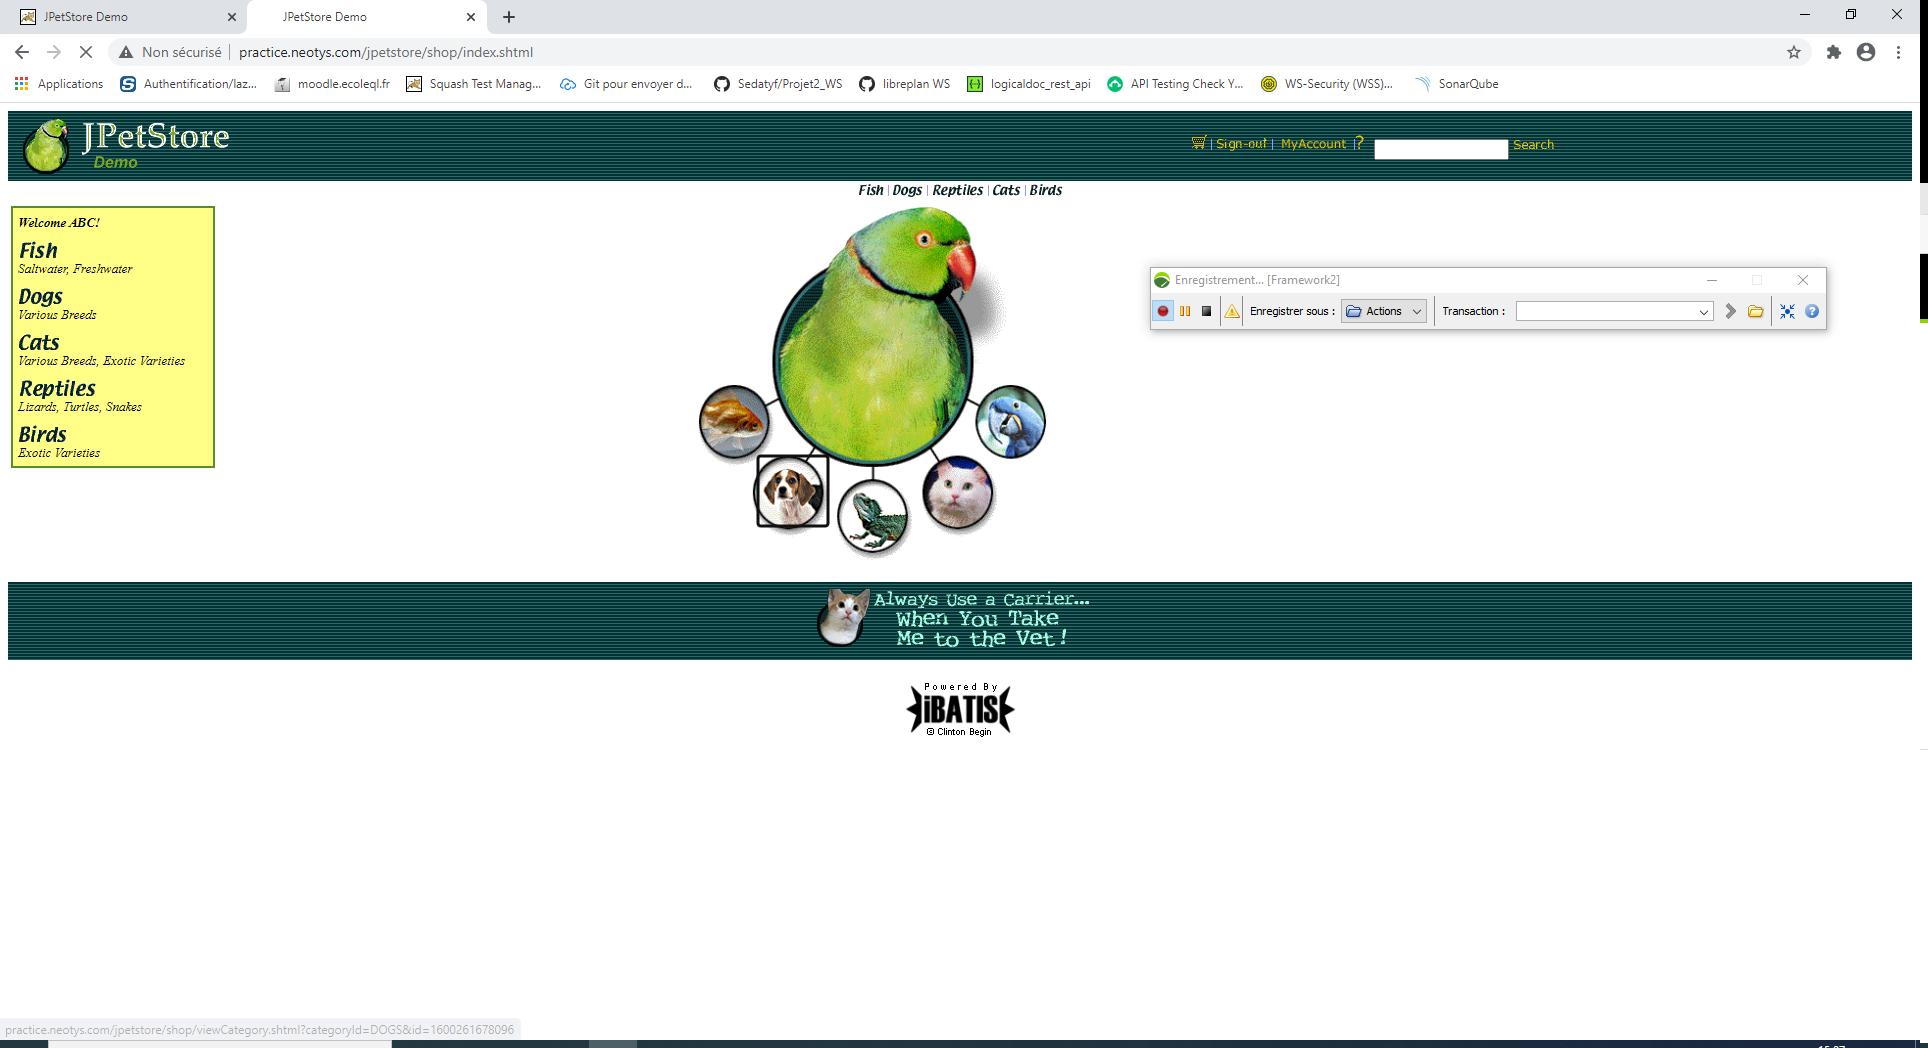 JPetStore Demo
JPetStore Demo
Non sécurisé practice.neotys.com/jpetstore/shop/index.shtml
Applications Authentification/laz... moodle.ecoleql.fr Squash Test Manag... Git pour envoyer d... Sedatyf/Projet2_WS libreplan WS logicaldoc_rest_api API Testing Check Y... WS-Security (WSS)... SonarQube
JPetStore
Demo
| Sign-out | MyAccount | ? Search
Fish | Dogs | Reptiles | Cats | Birds
Welcome ABC!
Fish
Saltwater, Freshwater
Dogs
Various Breeds
Cats
Various Breeds, Exotic Varieties
Reptiles
Lizards, Turtles, Snakes
Birds
Exotic Varieties
Enregistrement... [Framework2]
Enregistrer sous : Actions Transaction :
Always Use a Carrier...
When You Take
Me to the Vet!
Powered By
iBATIS
© Clinton Begin
practice.neotys.com/jpetstore/shop/viewCategory.shtml?categoryId=DOGS&id=1600261678096